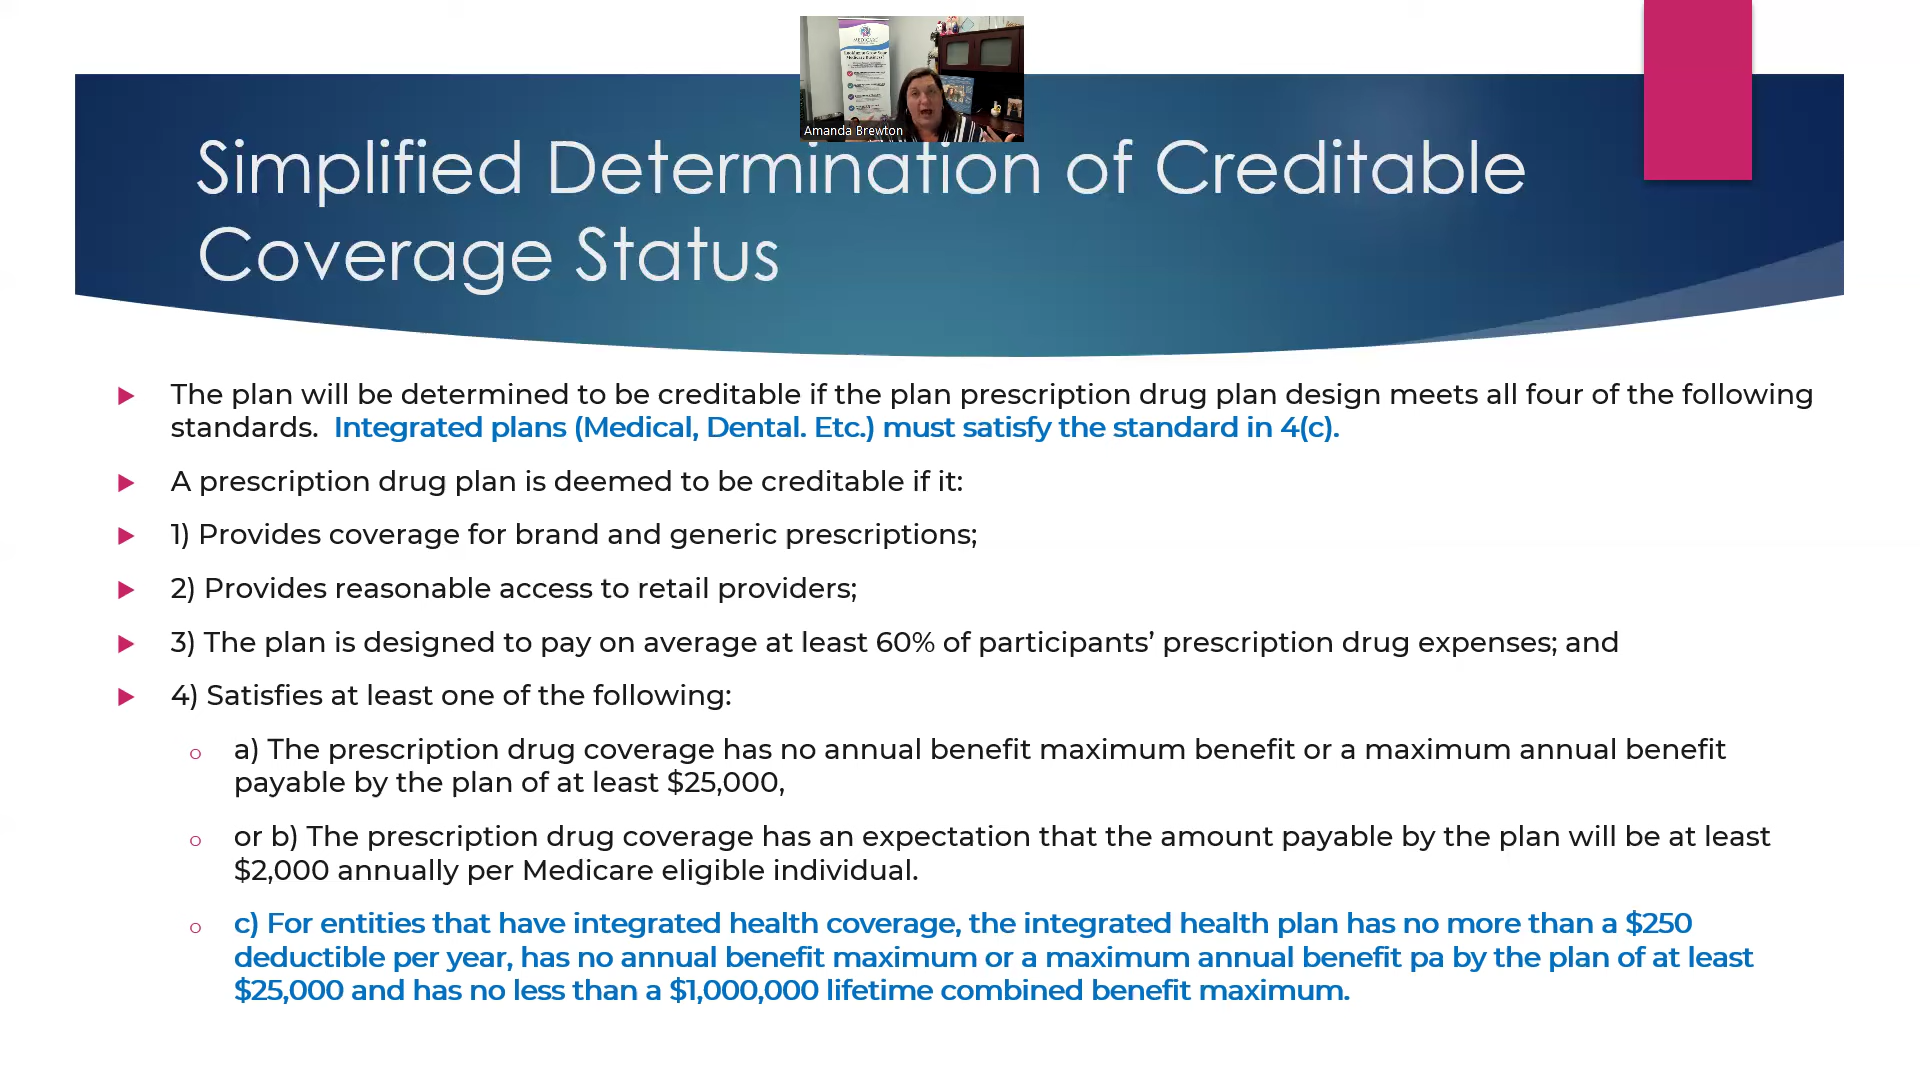 MEDICARE
Amanda Brewton
Simplified Determination of Creditable
Coverage Status
The plan will be determined to be creditable if the plan prescription drug plan design meets all four of the following
standards.  Integrated plans (Medical, Dental. Etc.) must satisfy the standard in 4(c).
A prescription drug plan is deemed to be creditable if it:
1) Provides coverage for brand and generic prescriptions;
2) Provides reasonable access to retail providers;
3) The plan is designed to pay on average at least 60% of participants’ prescription drug expenses; and
4) Satisfies at least one of the following:
a) The prescription drug coverage has no annual benefit maximum benefit or a maximum annual benefit
payable by the plan of at least $25,000,
or b) The prescription drug coverage has an expectation that the amount payable by the plan will be at least
$2,000 annually per Medicare eligible individual.
c) For entities that have integrated health coverage, the integrated health plan has no more than a $250
deductible per year, has no annual benefit maximum or a maximum annual benefit pa by the plan of at least
$25,000 and has no less than a $1,000,000 lifetime combined benefit maximum.